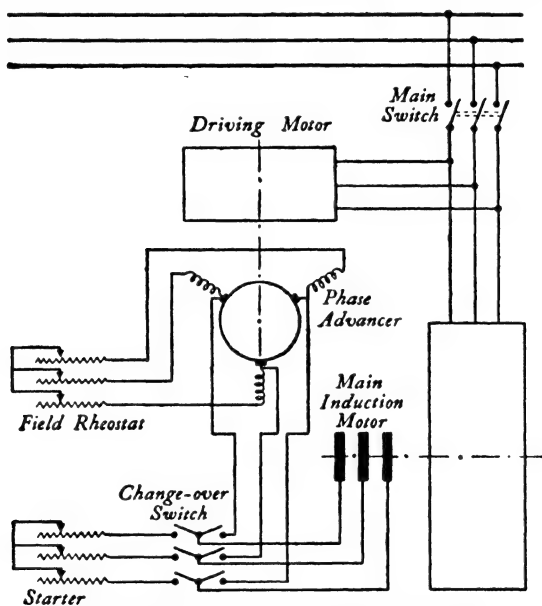 Main
Switch
Driving Motor
Phase
Advancer
Main
Induction
Motor
Field Rheostat
Change-over
Switch
Starter